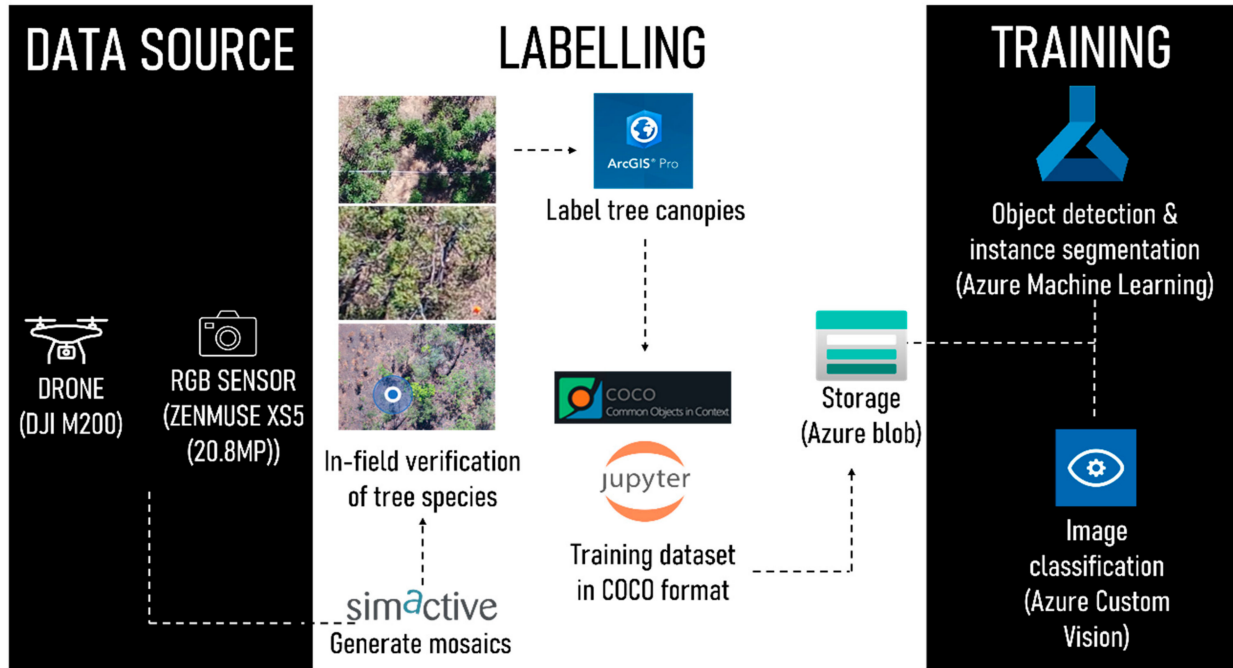 DATA SOURCE
DRONE
(DJI M200)
RGB SENSOR
(ZENMUSE XS5
(20.8MP))
LABELLING
In-field verification
of tree species
simactive
Generate mosaics
ArcGIS® Pro
Label tree canopies
COCO
Common Objects in Context
jupyter
Training dataset
in COCO format
Storage
(Azure blob)
TRAINING
Object detection &
instance segmentation
(Azure Machine Learning)
Image
classification
(Azure Custom
Vision)